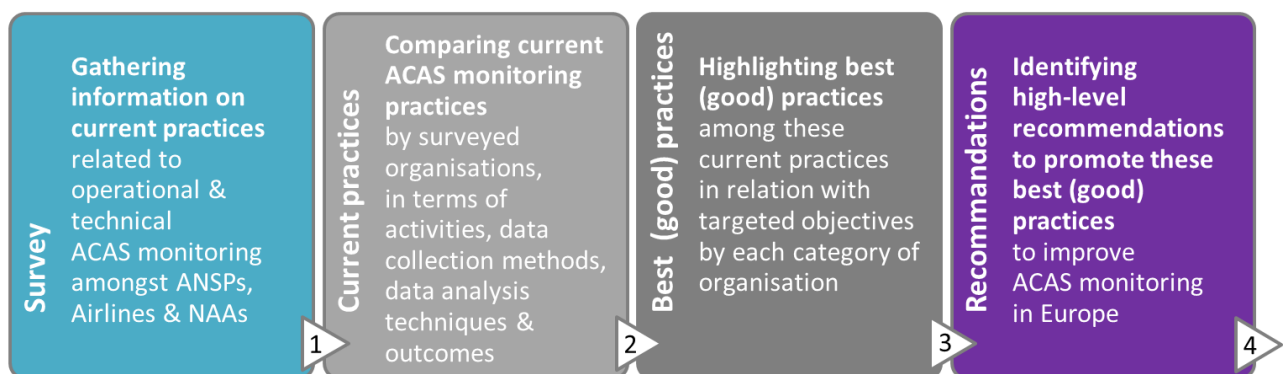 Survey
Gathering
information on
current practices
related to
operational &
technical
ACAS monitoring
amongst ANSPs,
Airlines & NAAs
1
Current practices
Comparing current
ACAS monitoring
practices
by surveyed
organisations,
in terms of
activities, data
collection methods,
data analysis
techniques &
outcomes
2
Best (good) practices
Highlighting best
(good) practices
among these
current practices
in relation with
targeted objectives
by each category of
organisation
3
Recommandations
Identifying
high-level
recommendations
to promote these
best (good)
practices
to improve
ACAS monitoring
in Europe
4